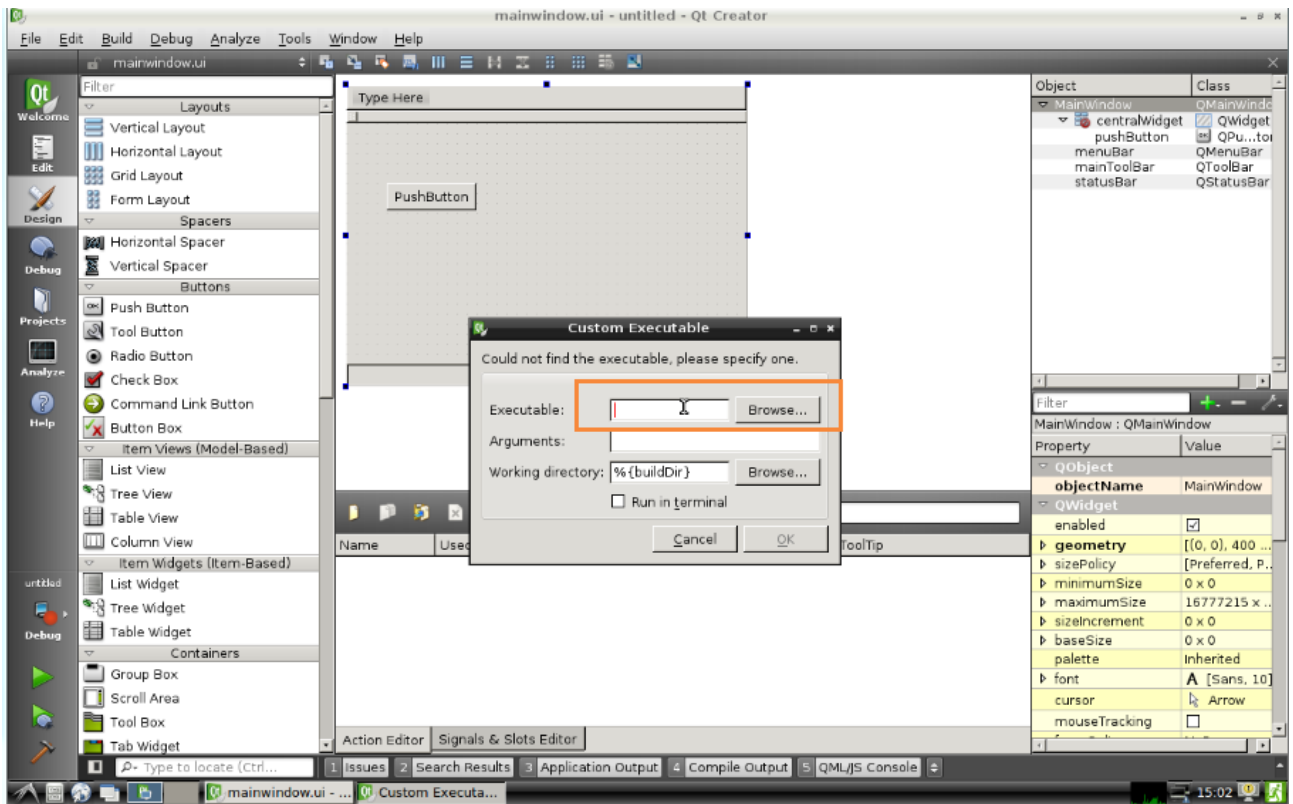 mainwindow.ui - untitled - Qt Creator
File Edit Build Debug Analyze Tools Window Help
mainwindow.ui
Qt
Welcome
Edit
Design
Debug
Projects
Analyze
Help
untitled
Debug
Filter
Layouts
Vertical Layout
Horizontal Layout
Grid Layout
Form Layout
Spacers
Horizontal Spacer
Vertical Spacer
Buttons
Push Button
Tool Button
Radio Button
Check Box
Command Link Button
Button Box
Item Views (Model-Based)
List View
Tree View
Table View
Column View
Item Widgets (Item-Based)
List Widget
Tree Widget
Table Widget
Containers
Group Box
Scroll Area
Tool Box
Tab Widget
Type Here
PushButton
Custom Executable
Could not find the executable, please specify one.
Executable: Browse...
Arguments:
Working directory: %{buildDir} Browse...
Run in terminal
Cancel OK
Name Used ToolTip
Action Editor Signals & Slots Editor
Object Class
MainWindow QMainWindo
centralWidget QWidget
pushButton QPu...ton
menuBar QMenuBar
mainToolBar QToolBar
statusBar QStatusBar
Filter
MainWindow : QMainWindow
Property Value
QObject
objectName MainWindow
QWidget
enabled
geometry [(0, 0), 400 ...
sizePolicy [Preferred, P..
minimumSize 0 x 0
maximumSize 16777215 x ..
sizeIncrement 0 x 0
baseSize 0 x 0
palette Inherited
font A [Sans, 10]
cursor Arrow
mouseTracking
Type to locate (Ctrl... 1 Issues 2 Search Results 3 Application Output 4 Compile Output 5 QML/JS Console
mainwindow.ui - ... Custom Executa... 15:02